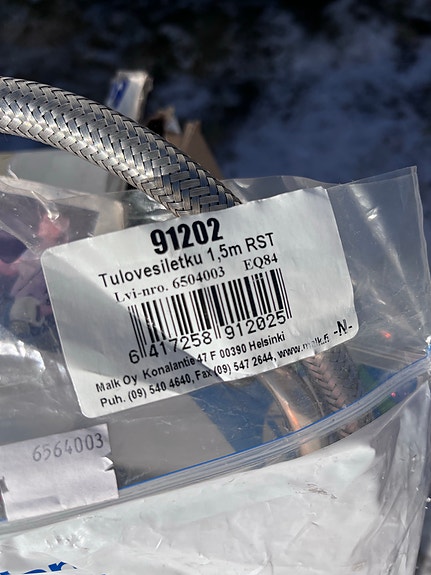 91202
Tulovesiletku 1,5m RST
Lvi-nro. 6504003 EQ84
6 417258 912025
Malk Oy Konalantie 47 F 00390 Helsinki
Puh. (09) 540 4640, Fax (09) 547 2644, www.malk.fi -N-
6564003